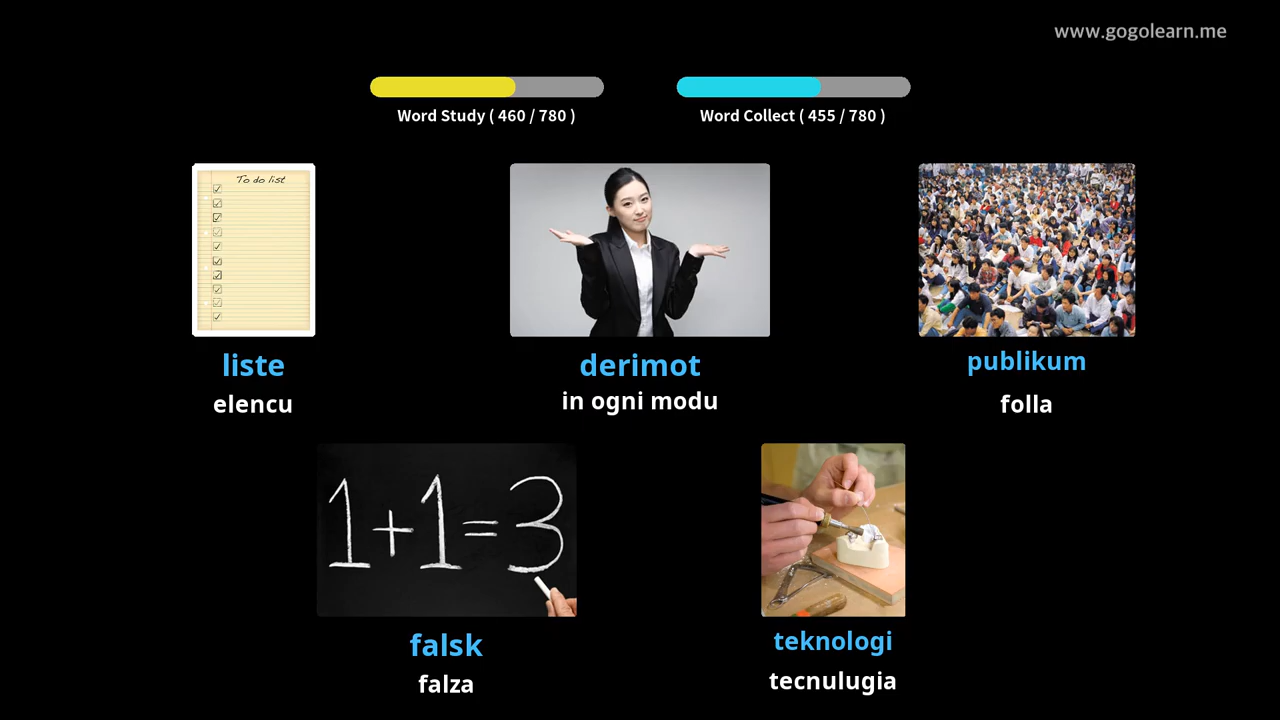 www.gogolearn.me
Word Study ( 460 / 780 )
Word Collect ( 455 / 780 )
To do list
liste
elencu
derimot
in ogni modu
publikum
folla
1+1=3
falsk
falza
teknologi
tecnulugia